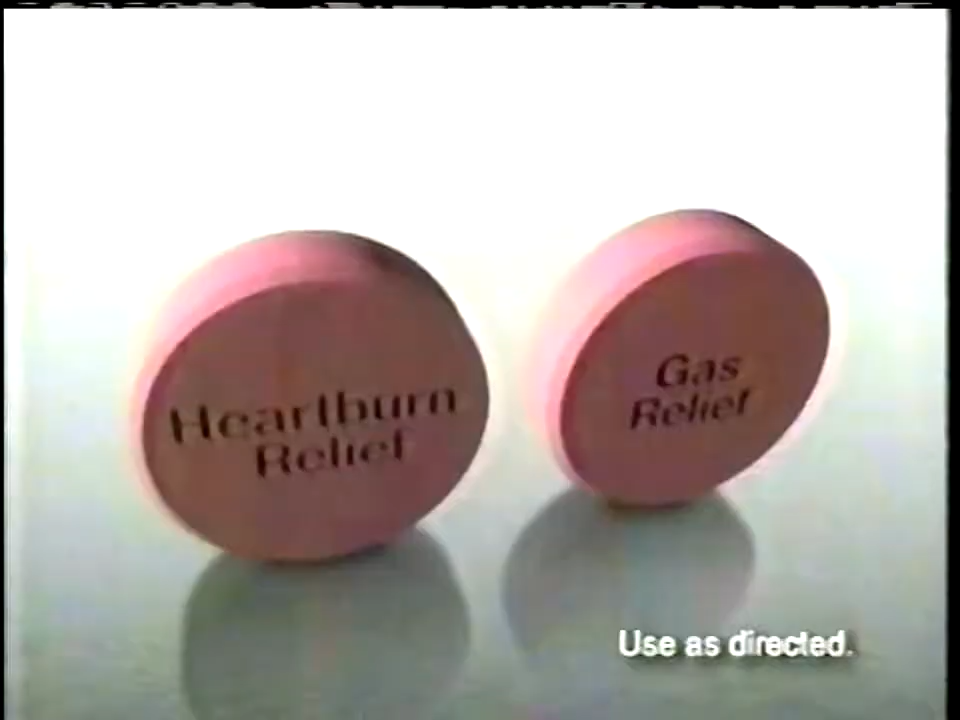 Heartburn
Relief
Gas
Relief
Use as directed.